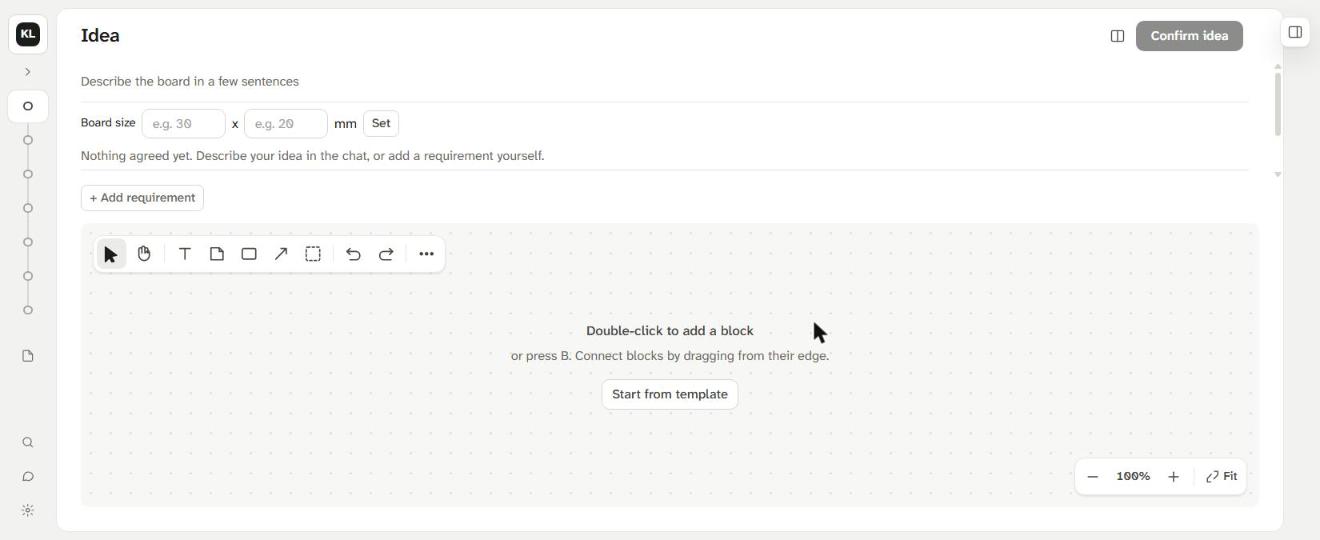 KL
Idea
Confirm idea
Describe the board in a few sentences
Board size e.g. 30 x e.g. 20 mm Set
Nothing agreed yet. Describe your idea in the chat, or add a requirement yourself.
+ Add requirement
T
Double-click to add a block
or press B. Connect blocks by dragging from their edge.
Start from template
100% Fit